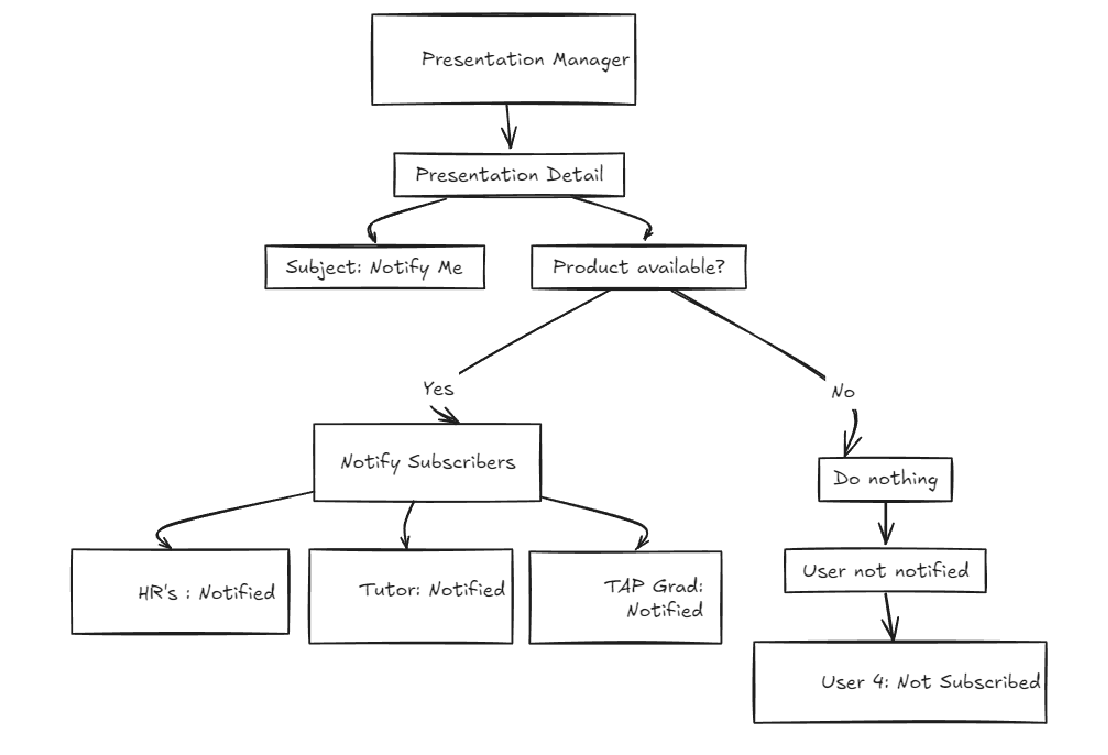 Presentation Manager
Presentation Detail
Subject: Notify Me
Product available?
Yes
No
Notify Subscribers
Do nothing
HR's : Notified
Tutor: Notified
TAP Grad:
Notified
User not notified
User 4: Not Subscribed